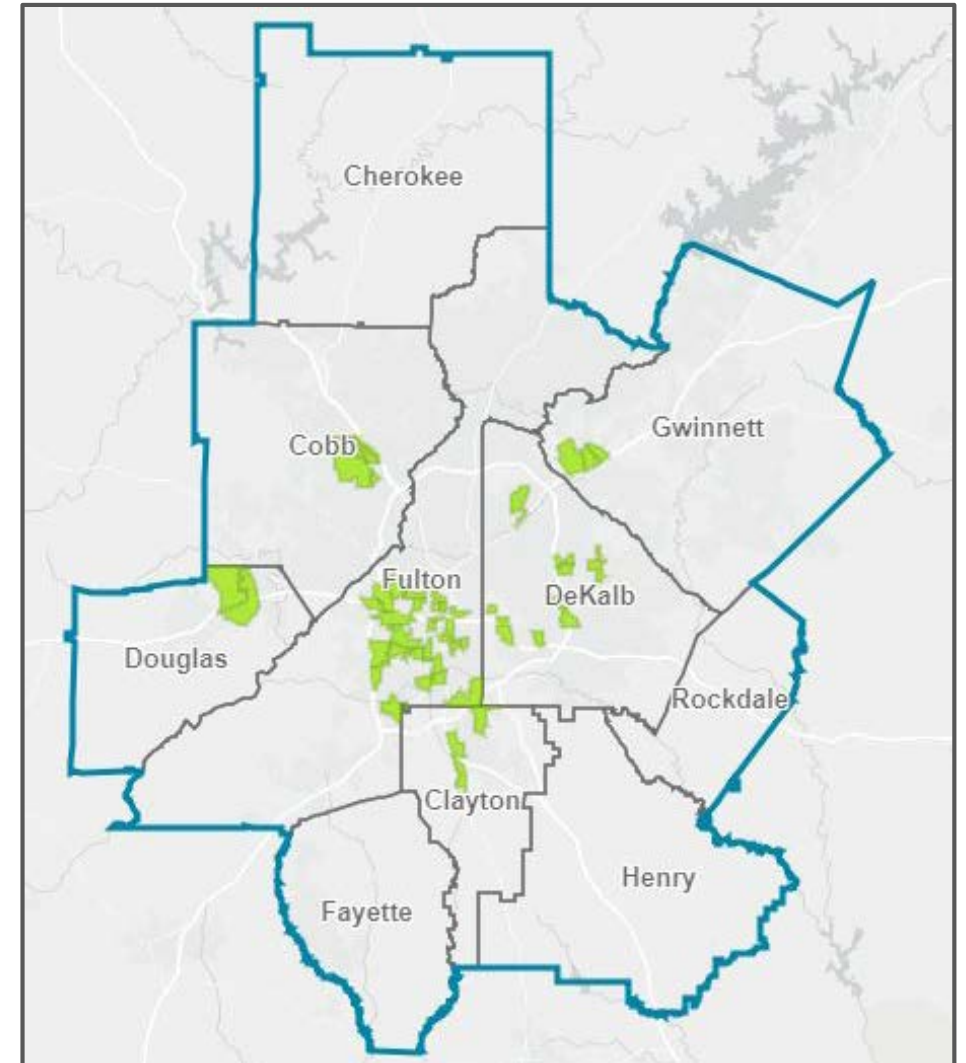 Cherokee
Gwinnett
Cobb
Fulton
DeKalb
Douglas
Rockdale
Clayton
Henry
Fayette